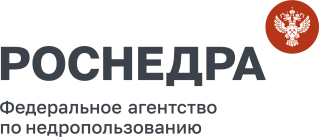 РОСНЕДРА
Федеральное агентство
по недропользованию